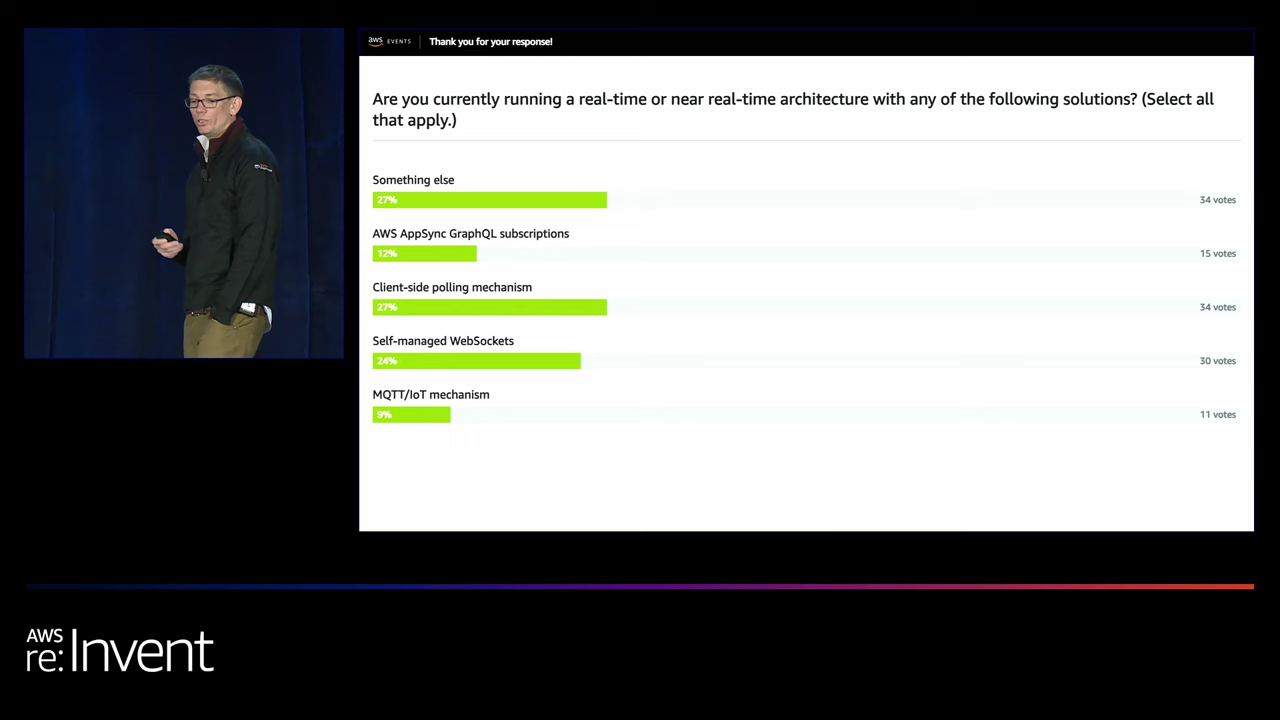 aws EVENTS Thank you for your response!
Are you currently running a real-time or near real-time architecture with any of the following solutions? (Select all
that apply.)
Something else
27% 34 votes
AWS AppSync GraphQL subscriptions
12% 15 votes
Client-side polling mechanism
27% 34 votes
Self-managed WebSockets
24% 30 votes
MQTT/IoT mechanism
9% 11 votes
AWS
re:Invent